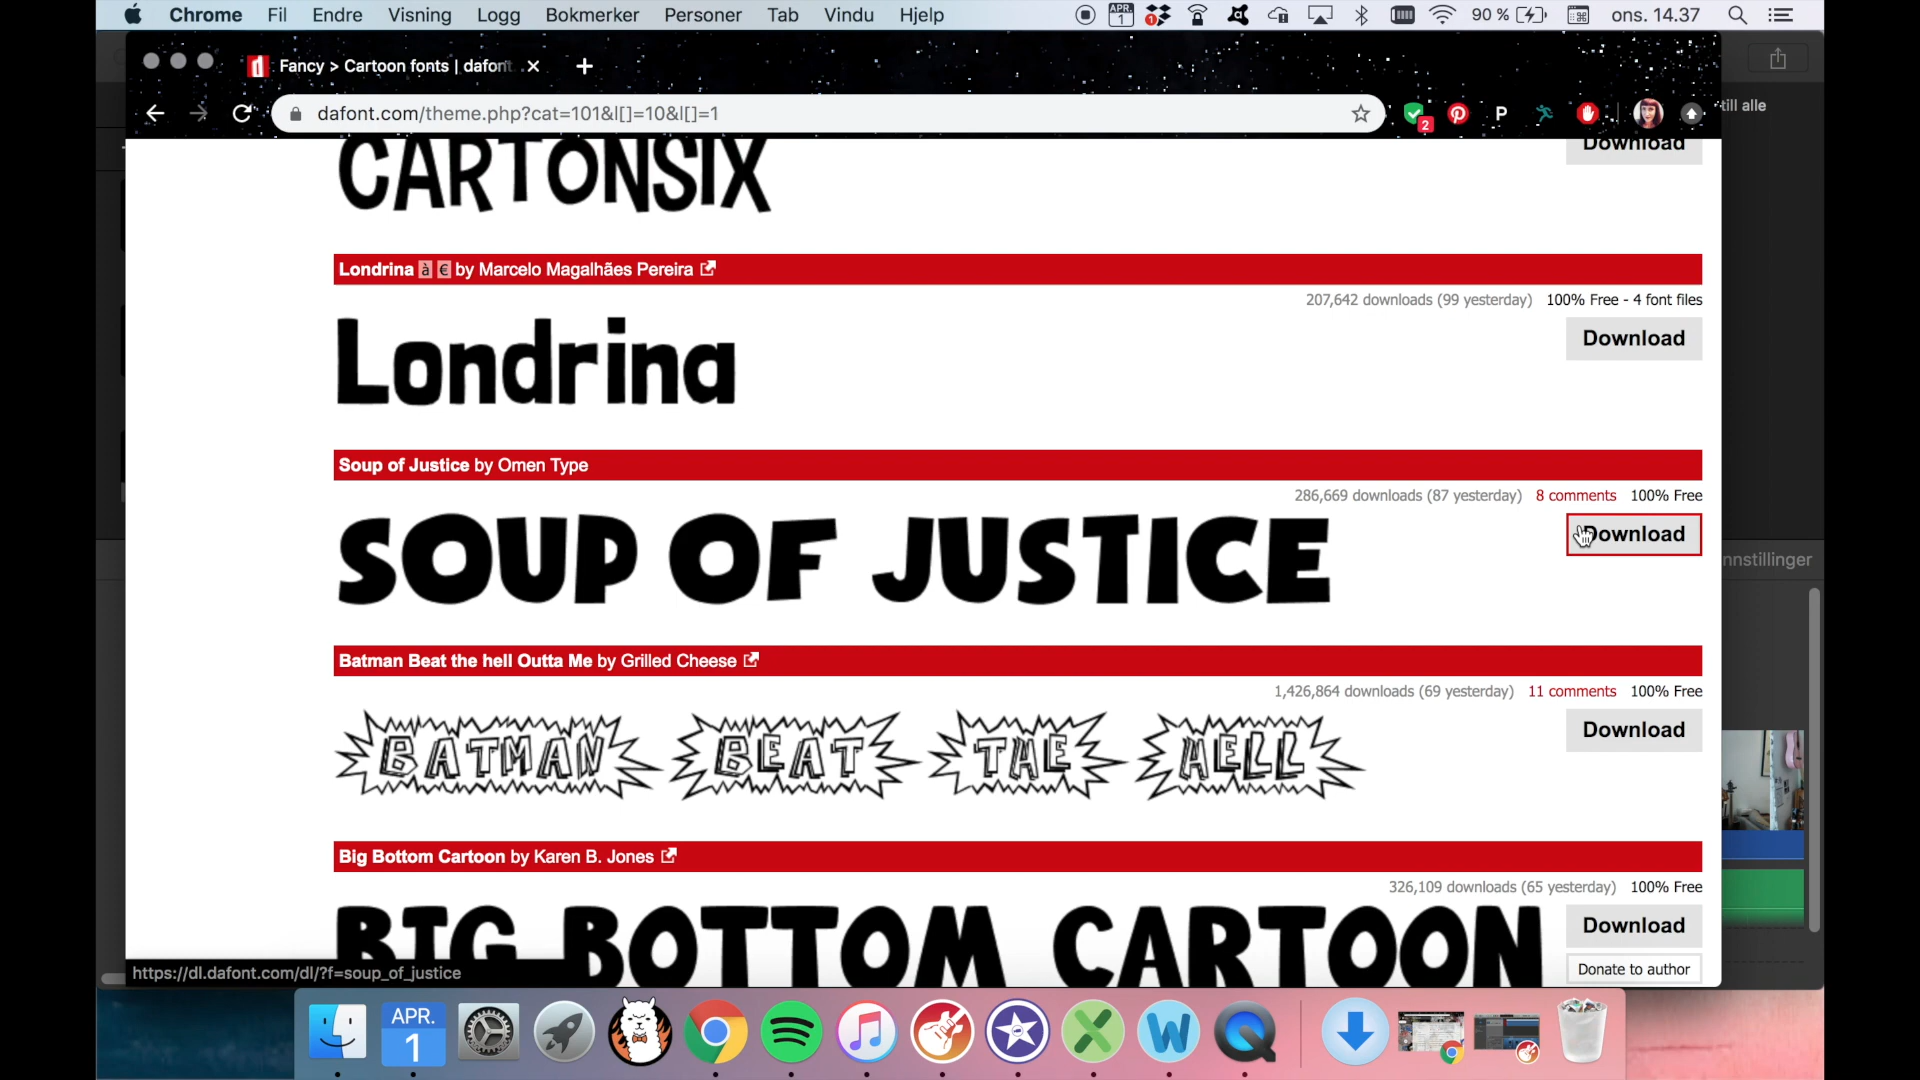 Chrome Fil Endre Visning Logg Bokmerker Personer Tab Vindu Hjelp APR. 1 1 90 % ons. 14.37
Fancy > Cartoon fonts | dafont
dafont.com/theme.php?cat=101&l[]=10&l[]=1 2 P
till alle
CARTONSIX Download
Londrina à € by Marcelo Magalhães Pereira
207,642 downloads (99 yesterday) 100% Free - 4 font files
Londrina Download
Soup of Justice by Omen Type
286,669 downloads (87 yesterday) 8 comments 100% Free
SOUP OF JUSTICE Download
nnstillinger
Batman Beat the hell Outta Me by Grilled Cheese
1,426,864 downloads (69 yesterday) 11 comments 100% Free
BATMAN BEAT THE HELL Download
Big Bottom Cartoon by Karen B. Jones
326,109 downloads (65 yesterday) 100% Free
BIG BOTTOM CARTOON Download
Donate to author
https://dl.dafont.com/dl/?f=soup_of_justice
APR.
1